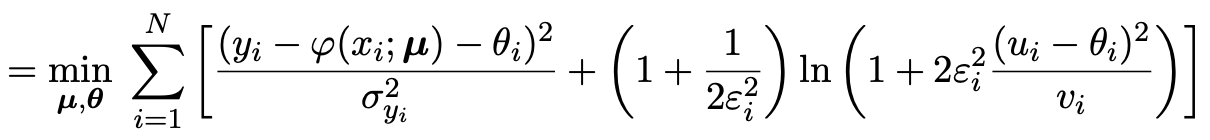 $= \min_{\boldsymbol{\mu},\boldsymbol{\theta}} \sum_{i=1}^{N} \left[ \frac{(y_i - \varphi(x_i; \boldsymbol{\mu}) - \theta_i)^2}{\sigma_{y_i}^2} + \left( 1 + \frac{1}{2\varepsilon_i^2} \right) \ln \left( 1 + 2\varepsilon_i^2 \frac{(u_i - \theta_i)^2}{v_i} \right) \right]$